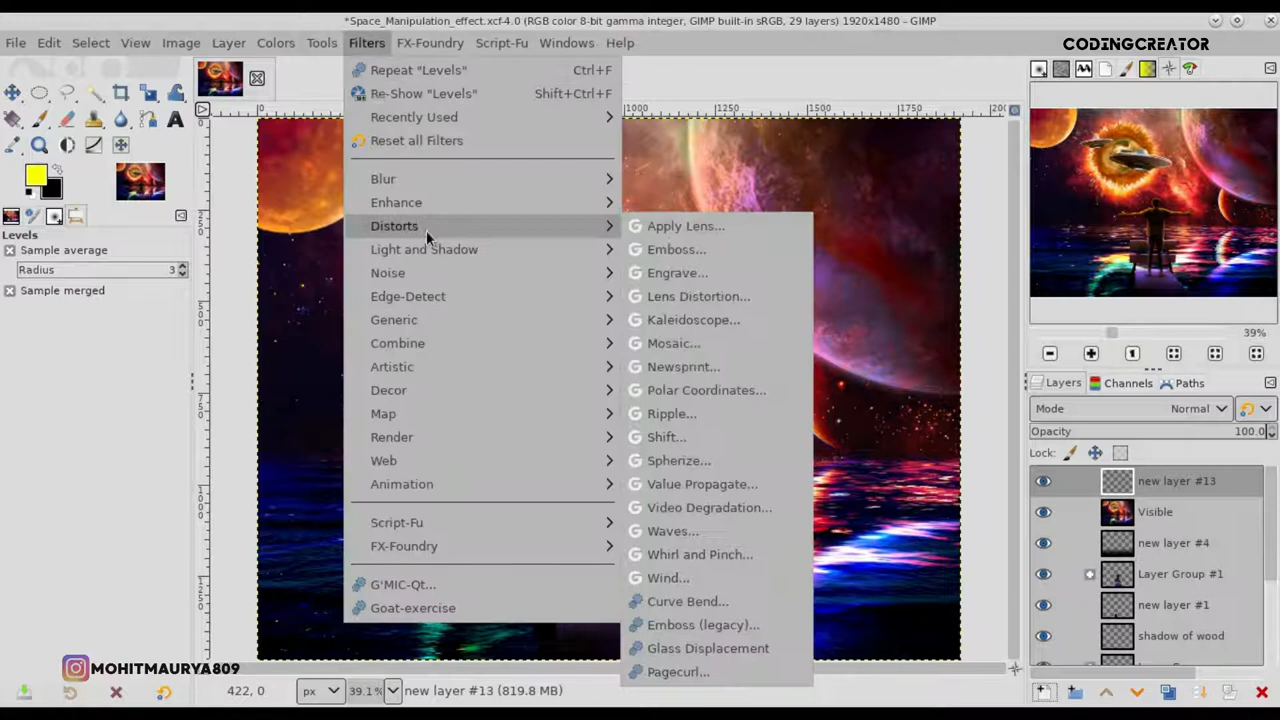 *Space_Manipulation_effect.xcf-4.0 (RGB color 8-bit gamma integer, GIMP built-in sRGB, 29 layers) 1920x1480 – GIMP
File Edit Select View Image Layer Colors Tools Filters FX-Foundry Script-Fu Windows Help
CODINGCREATOR
Repeat "Levels" Ctrl+F
Re-Show "Levels" Shift+Ctrl+F
Recently Used
Reset all Filters
Blur
Enhance
Distorts
Light and Shadow
Noise
Edge-Detect
Generic
Combine
Artistic
Decor
Map
Render
Web
Animation
Script-Fu
FX-Foundry
G'MIC-Qt...
Goat-exercise
Apply Lens...
Emboss...
Engrave...
Lens Distortion...
Kaleidoscope...
Mosaic...
Newsprint...
Polar Coordinates...
Ripple...
Shift...
Spherize...
Value Propagate...
Video Degradation...
Waves...
Whirl and Pinch...
Wind...
Curve Bend...
Emboss (legacy)...
Glass Displacement
Pagecurl...
Levels
Sample average
Radius 3
Sample merged
0 1000 1250 1500 1750
0
250
500
750
1000
1250
39%
Layers Channels Paths
Mode Normal
Opacity 100.0
Lock:
new layer #13
Visible
new layer #4
Layer Group #1
new layer #1
shadow of wood
MOHITMAURYA809
422, 0 px 39.1% new layer #13 (819.8 MB)